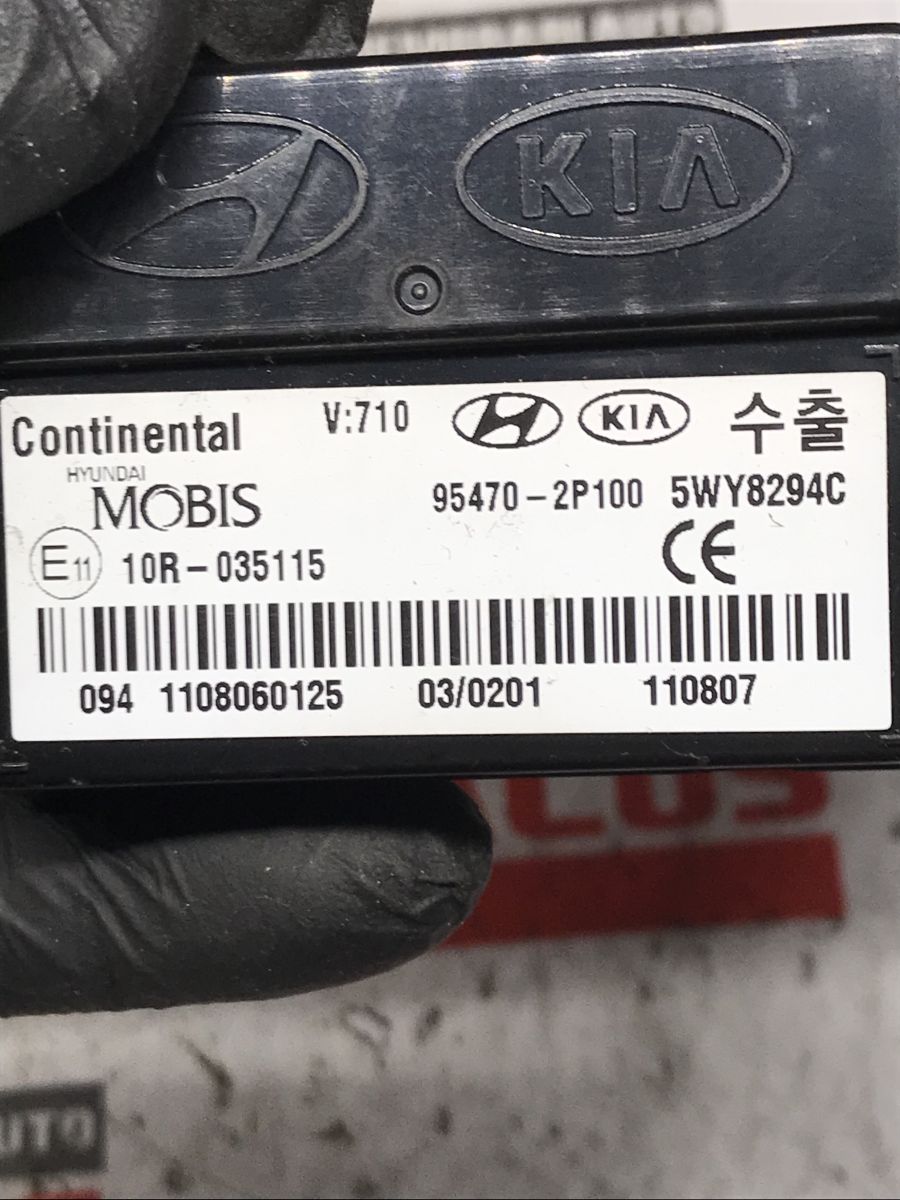 KIA
Continental V:710 KIA 수출
HYUNDAI
MOBIS 95470-2P100 5WY8294C
E11 10R-035115 CE
094 1108060125 03/0201 110807